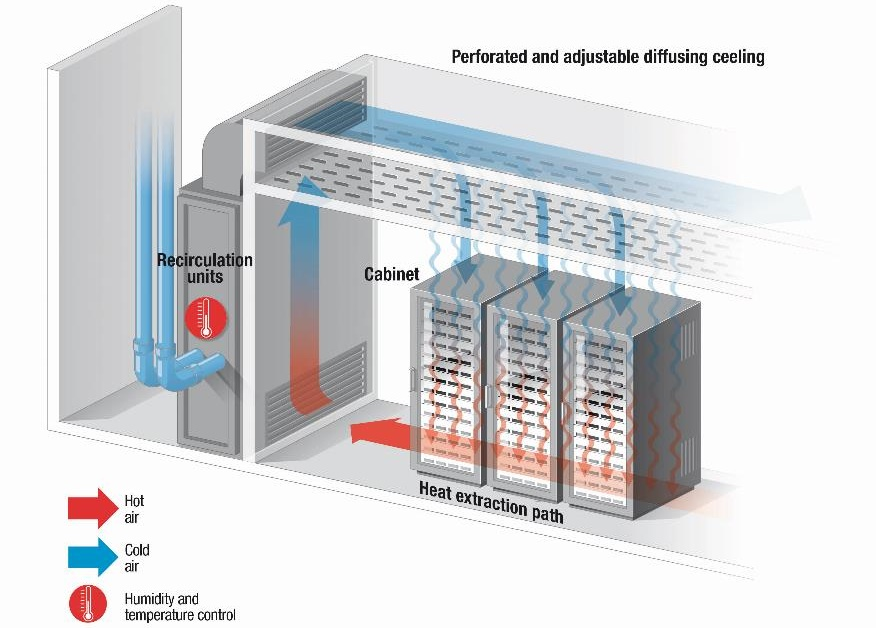 Perforated and adjustable diffusing ceeling
Recirculation
units
Cabinet
Heat extraction path
Hot
air
Cold
air
Humidity and
temperature control